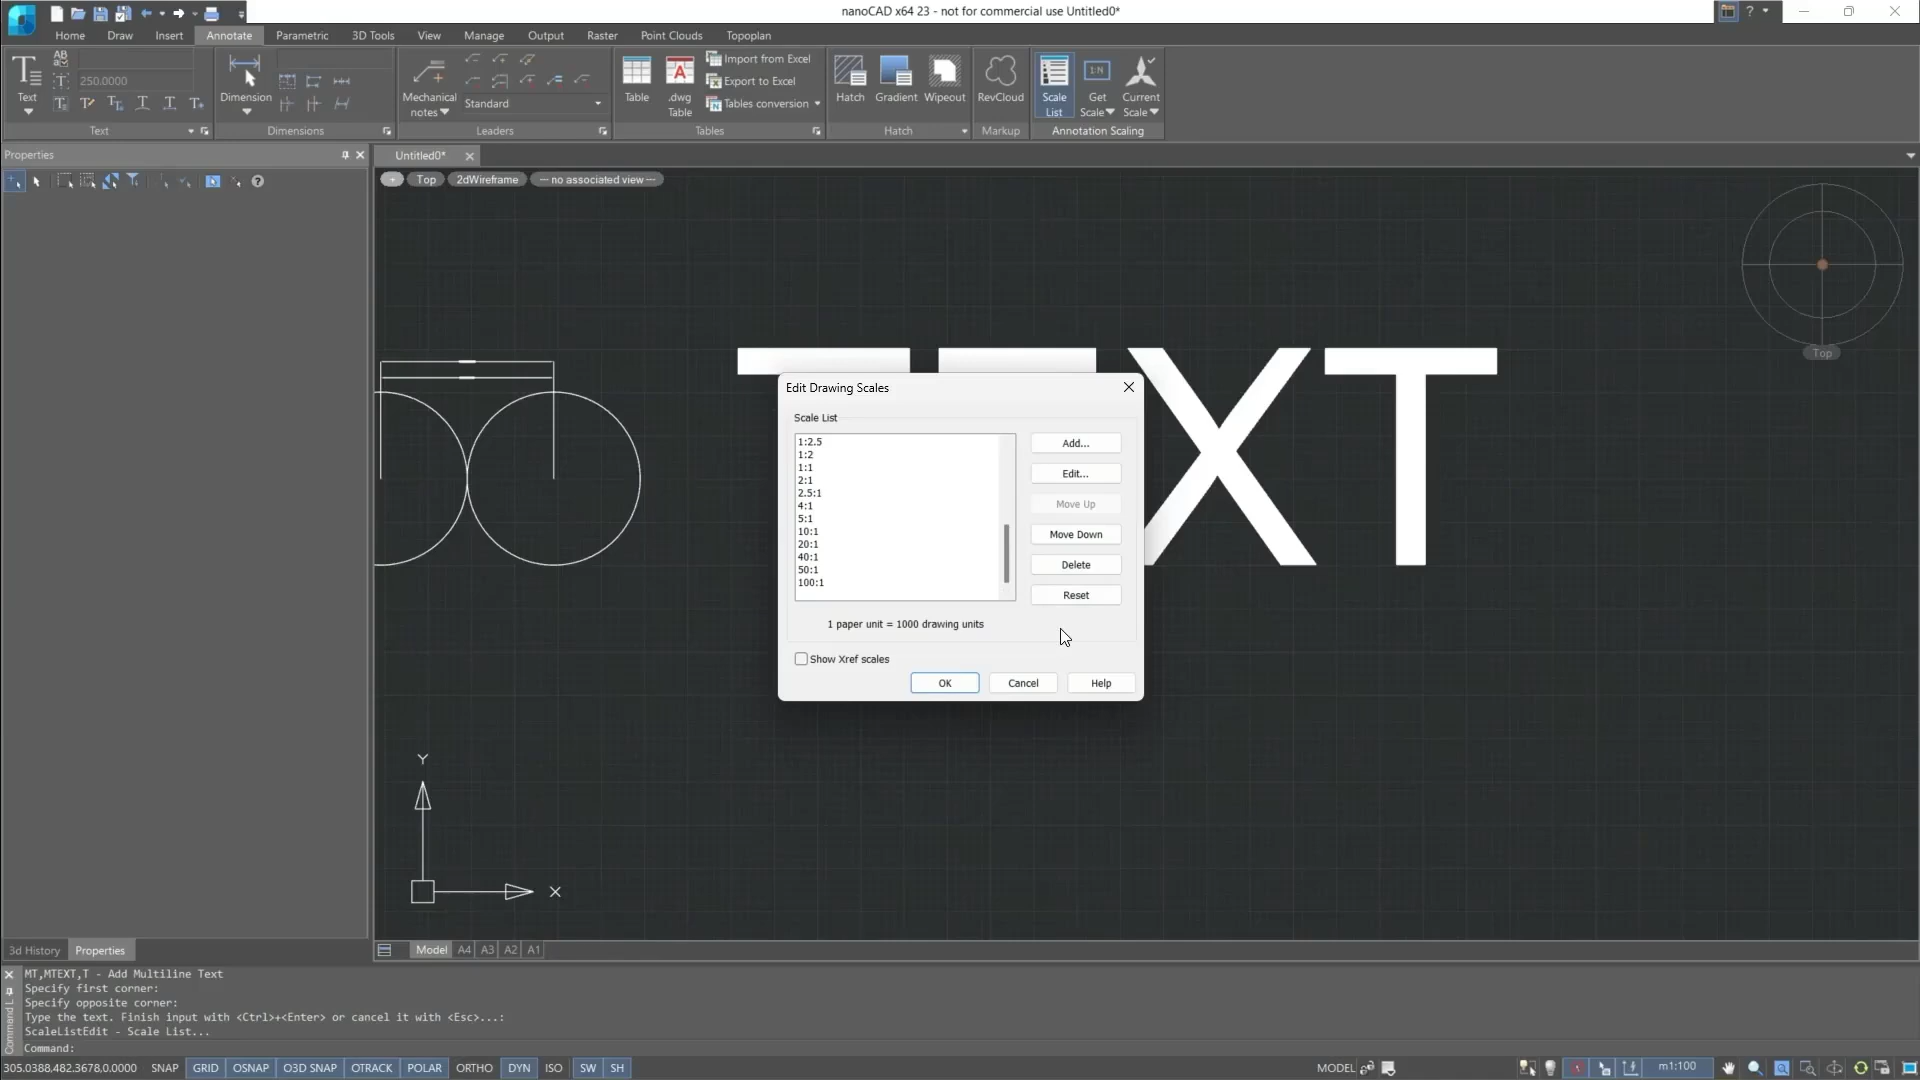 nanoCAD x64 23 - not for commercial use Untitled0*
Home Draw Insert Annotate Parametric 3D Tools View Manage Output Raster Point Clouds Topoplan
Text
250.0000
Text
Dimension
Dimensions
Mechanical notes
Standard
Leaders
Table
.dwg Table
Import from Excel
Export to Excel
Tables conversion
Tables
Hatch
Gradient
Wipeout
Hatch
RevCloud
Markup
Scale List
Get Scale
Current Scale
Annotation Scaling
Properties
Untitled0*
Top
2dWireframe
-- no associated view --
TEXT
Top
Edit Drawing Scales
Scale List
1:2.5
1:2
1:1
2:1
2.5:1
4:1
5:1
10:1
20:1
40:1
50:1
100:1
Add...
Edit...
Move Up
Move Down
Delete
Reset
1 paper unit = 1000 drawing units
Show Xref scales
OK
Cancel
Help
Y
X
3d History Properties
Model A4 A3 A2 A1
MT,MTEXT,T - Add Multiline Text
Specify first corner:
Specify opposite corner:
Type the text. Finish input with <Ctrl>+<Enter> or cancel it with <Esc>...:
ScaleListEdit - Scale List...
Command:
305.0388,482.3678,0.0000 SNAP GRID OSNAP O3D SNAP OTRACK POLAR ORTHO DYN ISO SW SH MODEL m1:100